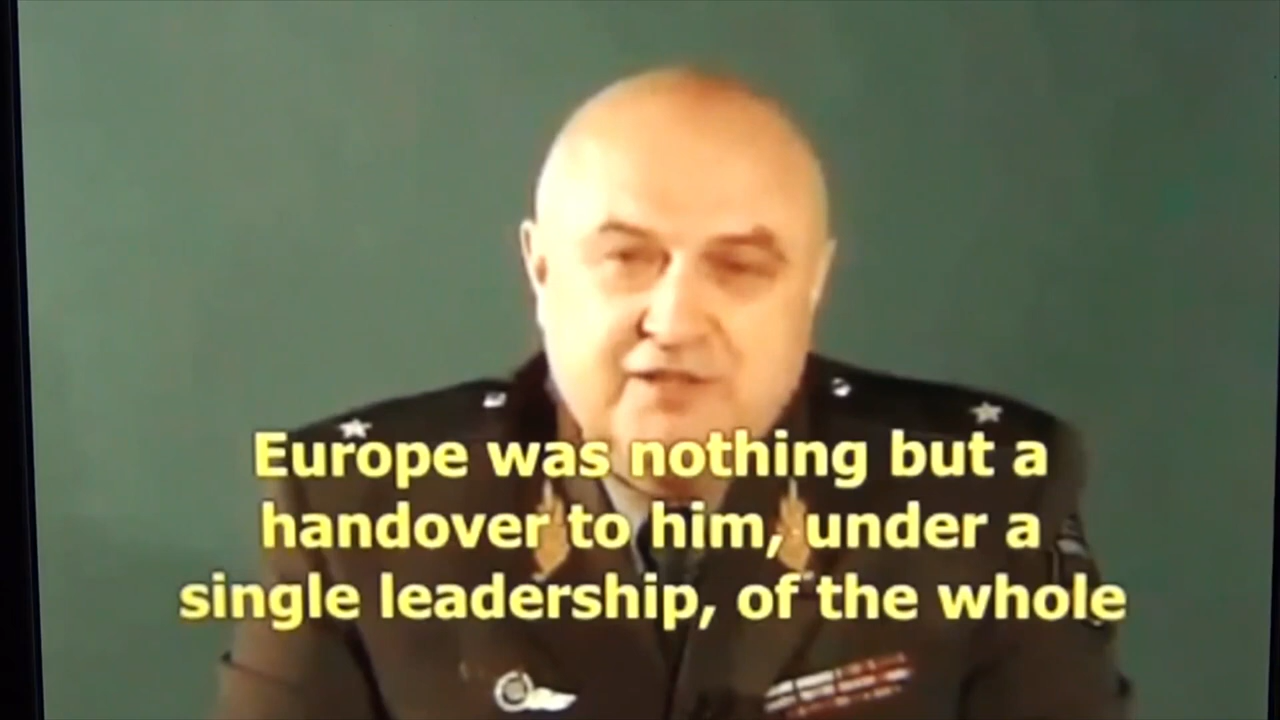 Europe was nothing but a
handover to him, under a
single leadership, of the whole